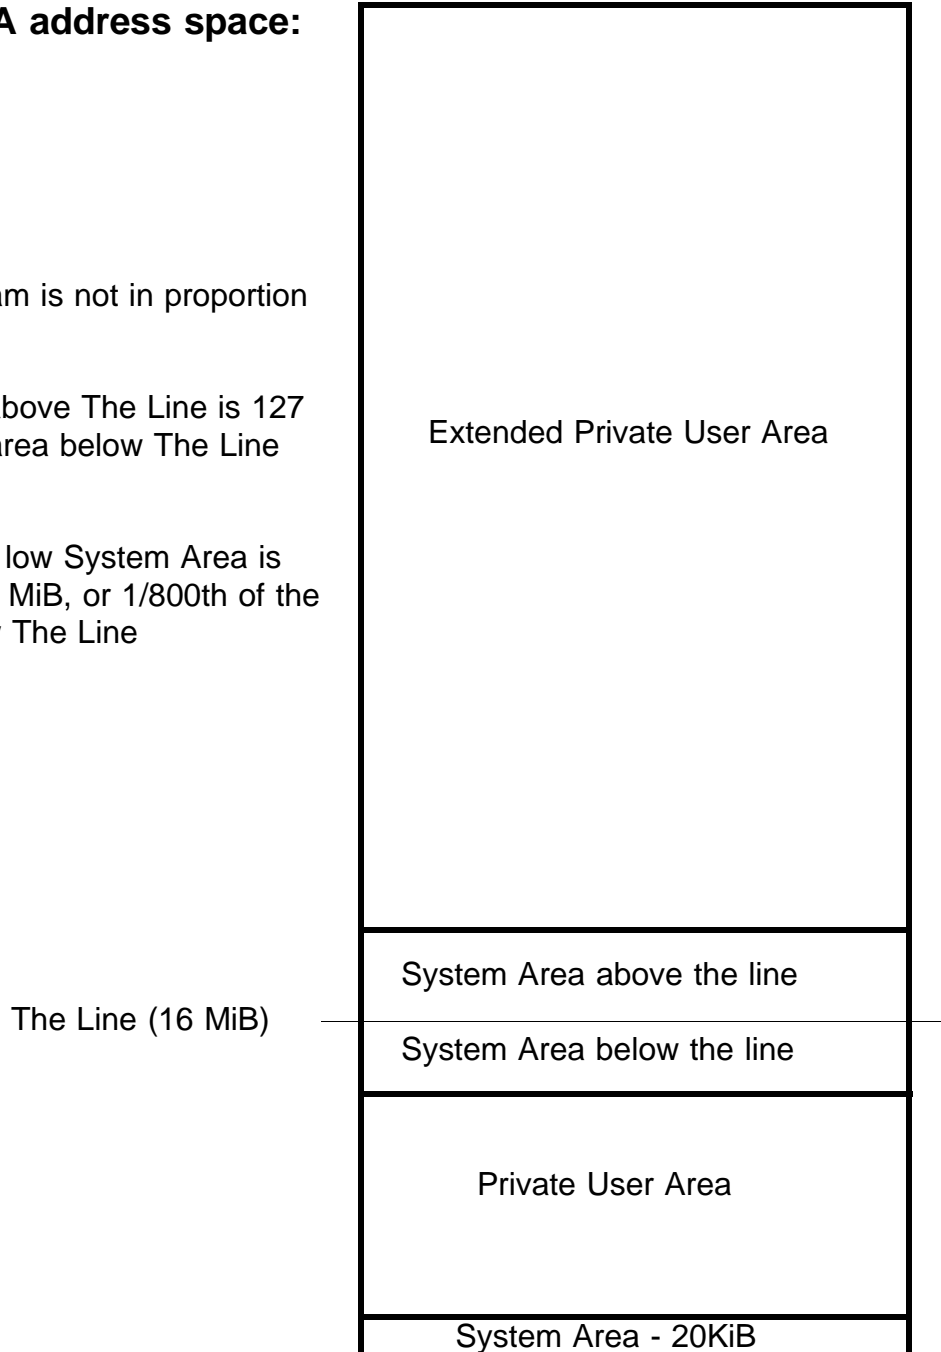 A address space:
am is not in proportion
bove The Line is 127
area below The Line
Extended Private User Area
low System Area is
MiB, or 1/800th of the
The Line
System Area above the line
The Line (16 MiB)
System Area below the line
Private User Area
System Area - 20KiB